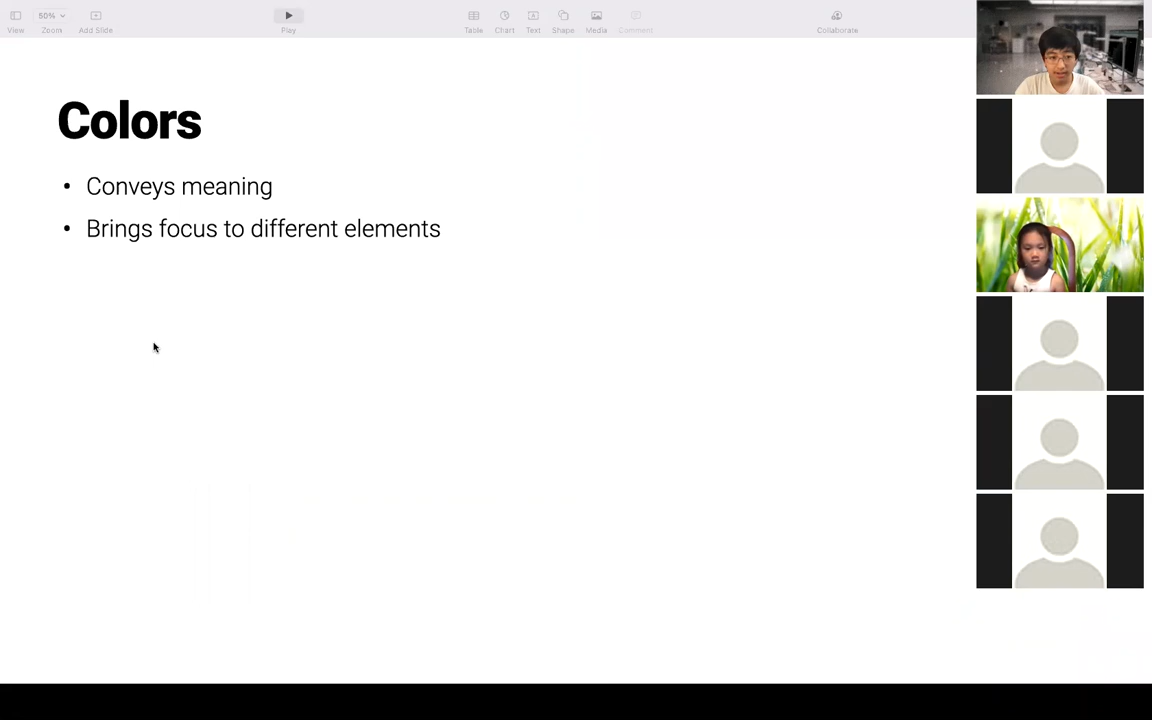 50%
View Zoom Add Slide Play Table Chart Text Shape Media Comment Collaborate
Colors
• Conveys meaning
• Brings focus to different elements